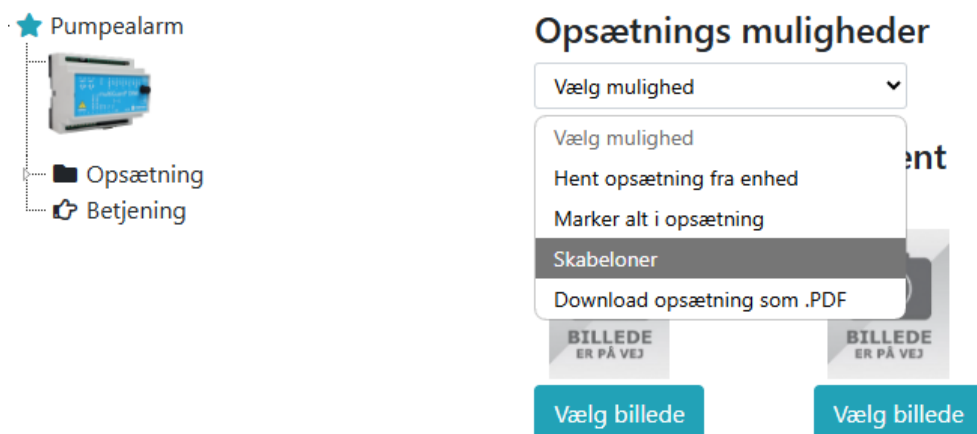 Pumpealarm
Opsætning
Betjening
Opsætnings muligheder
Vælg mulighed
Vælg mulighed
Hent opsætning fra enhed
Marker alt i opsætning
Skabeloner
Download opsætning som .PDF
ent
BILLEDE
ER PÅ VEJ
BILLEDE
ER PÅ VEJ
Vælg billede
Vælg billede